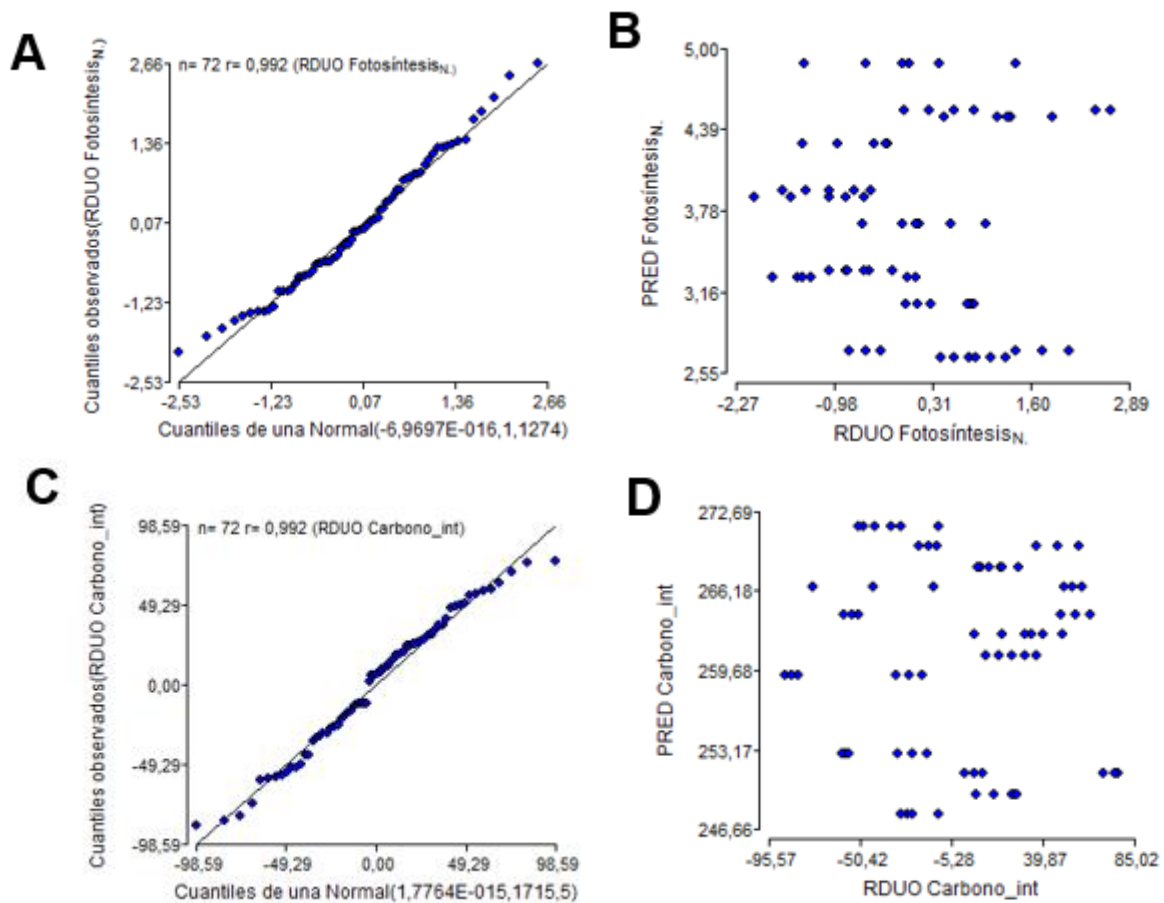 A
Cuantiles observados(RDUO Fotosíntesis N.)
n= 72 r= 0,992 (RDUO Fotosíntesis N.)
2,66
1,36
0,07
-1,23
-2,53
-2,53 -1,23 0,07 1,36 2,66
Cuantiles de una Normal(-6,9697E-016,1,1274)
B
PRED Fotosíntesis N.
5,00
4,39
3,78
3,16
2,55
-2,27 -0,98 0,31 1,60 2,89
RDUO Fotosíntesis N.
C
Cuantiles observados(RDUO Carbono_int)
n= 72 r= 0,992 (RDUO Carbono_int)
98,59
49,29
0,00
-49,29
-98,59
-98,59 -49,29 0,00 49,29 98,59
Cuantiles de una Normal(1,7764E-015,1715,5)
D
PRED Carbono_int
272,69
266,18
259,68
253,17
246,66
-95,57 -50,42 -5,28 39,87 85,02
RDUO Carbono_int